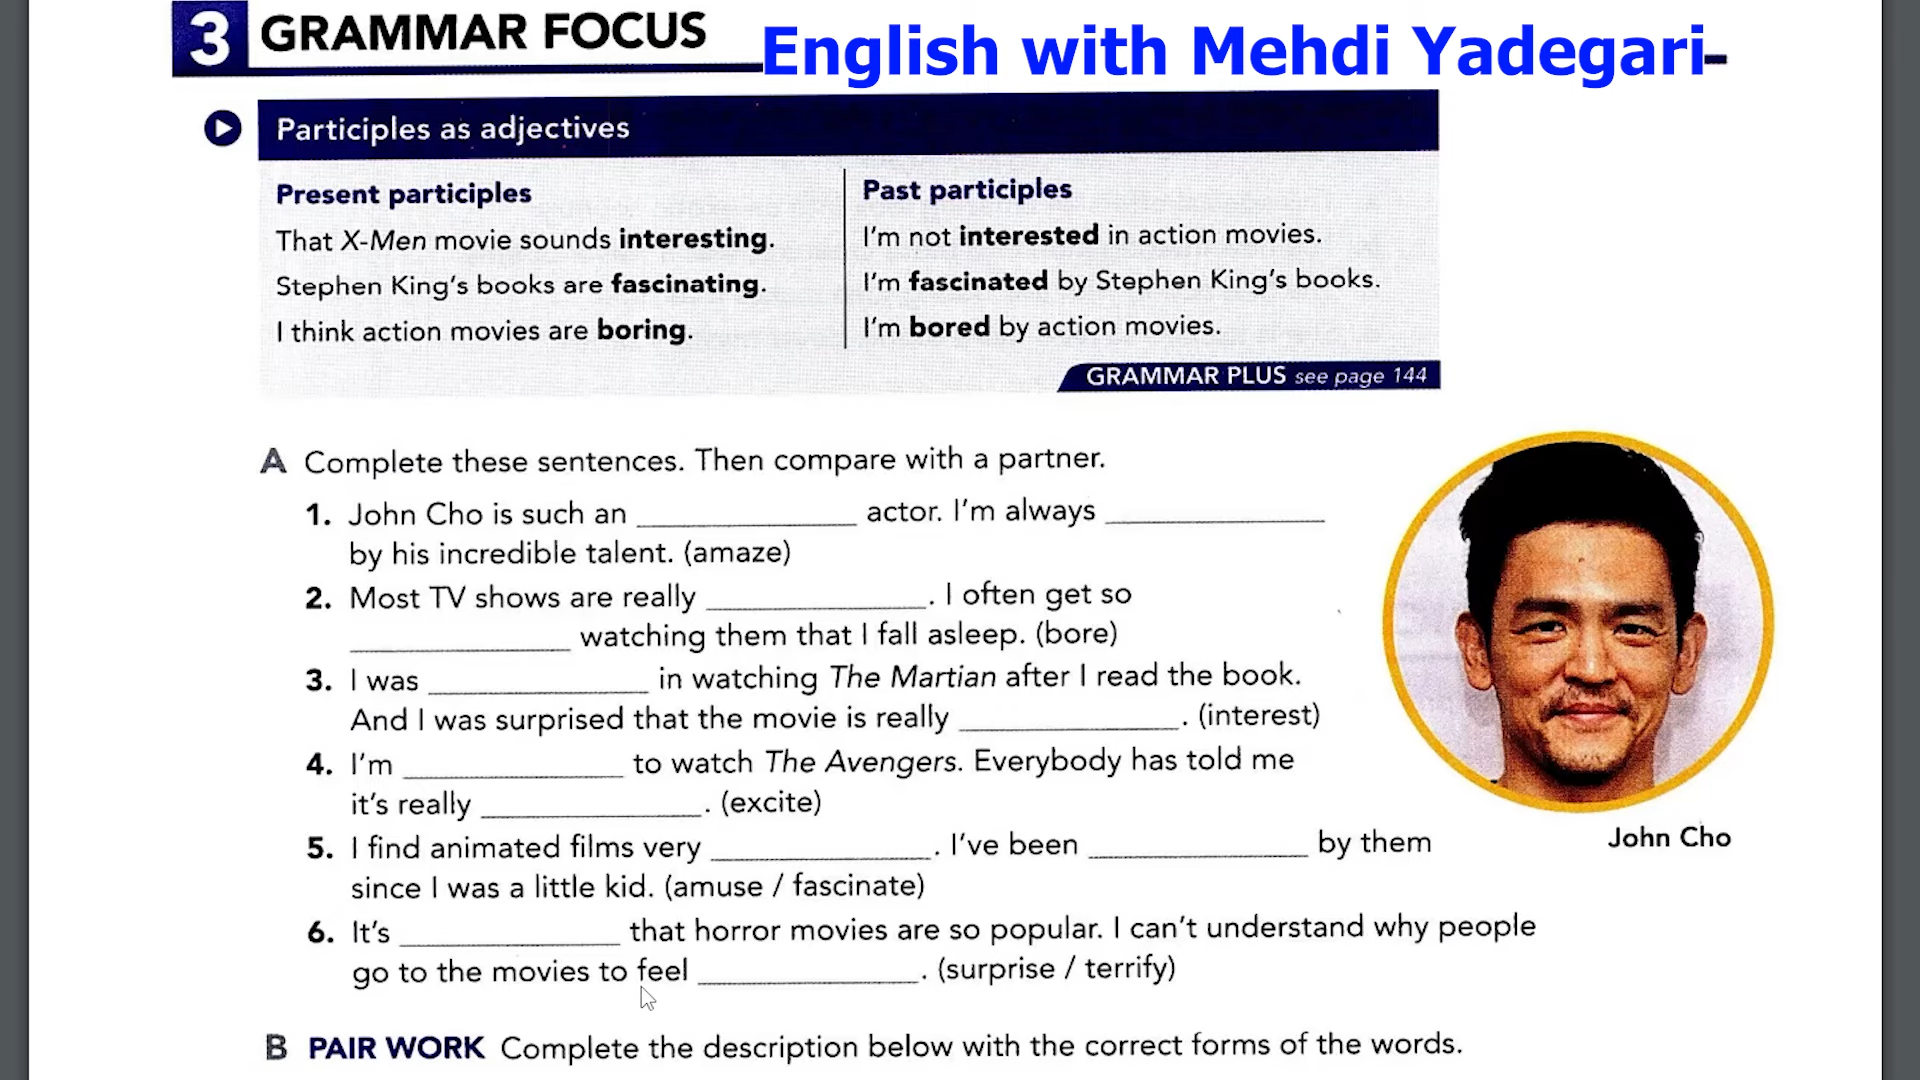 3 GRAMMAR FOCUS
English with Mehdi Yadegari
Participles as adjectives
Present participles
That X-Men movie sounds interesting.
Stephen King's books are fascinating.
I think action movies are boring.
Past participles
I'm not interested in action movies.
I'm fascinated by Stephen King's books.
I'm bored by action movies.
GRAMMAR PLUS see page 144
A Complete these sentences. Then compare with a partner.
1. John Cho is such an ____________ actor. I'm always ____________
by his incredible talent. (amaze)
2. Most TV shows are really ____________. I often get so
____________ watching them that I fall asleep. (bore)
3. I was ____________ in watching The Martian after I read the book.
And I was surprised that the movie is really ____________. (interest)
4. I'm ____________ to watch The Avengers. Everybody has told me
it's really ____________. (excite)
5. I find animated films very ____________. I've been ____________ by them
since I was a little kid. (amuse / fascinate)
6. It's ____________ that horror movies are so popular. I can't understand why people
go to the movies to feel ____________. (surprise / terrify)
John Cho
B PAIR WORK Complete the description below with the correct forms of the words.